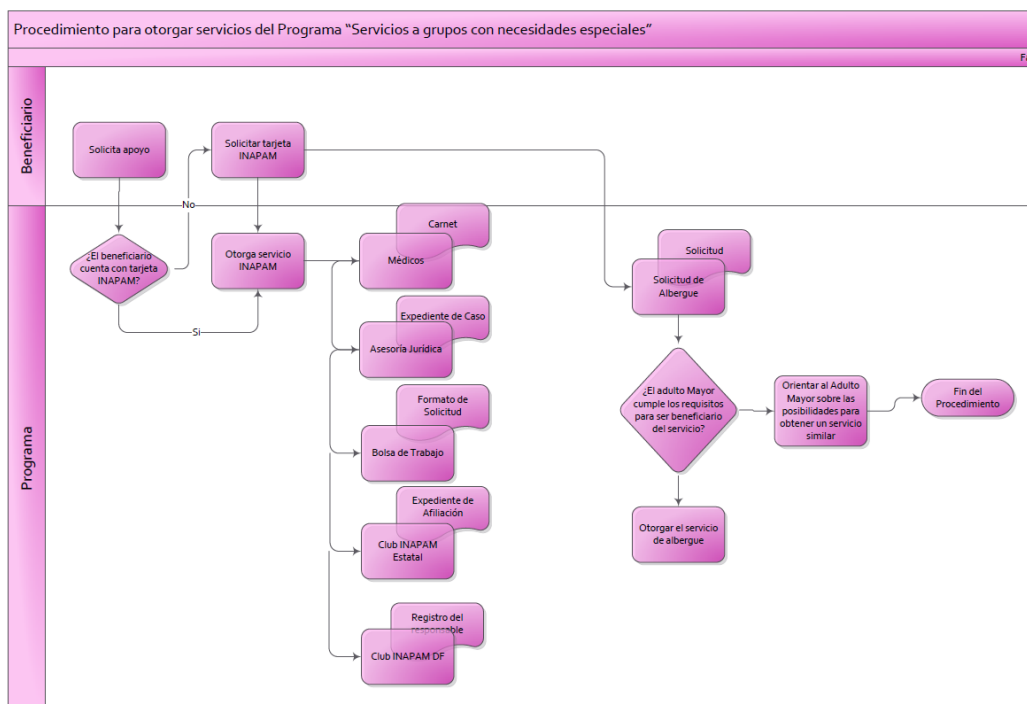 Procedimiento para otorgar servicios del Programa “Servicios a grupos con necesidades especiales”
Beneficiario
Solicita apoyo
Solicitar tarjeta
INAPAM
No
Programa
¿El beneficiario
cuenta con tarjeta
INAPAM?
Si
Otorga servicio
INAPAM
Carnet
Médicos
Expediente de Caso
Asesoría Jurídica
Formato de
Solicitud
Bolsa de Trabajo
Expediente de
Afiliación
Club INAPAM
Estatal
Registro del
responsable
Club INAPAM DF
Solicitud
Solicitud de
Albergue
¿El adulto Mayor
cumple los requisitos
para ser beneficiario
del servicio?
Orientar al Adulto
Mayor sobre las
posibilidades para
obtener un servicio
similar
Fin del
Procedimiento
Otorgar el servicio
de albergue